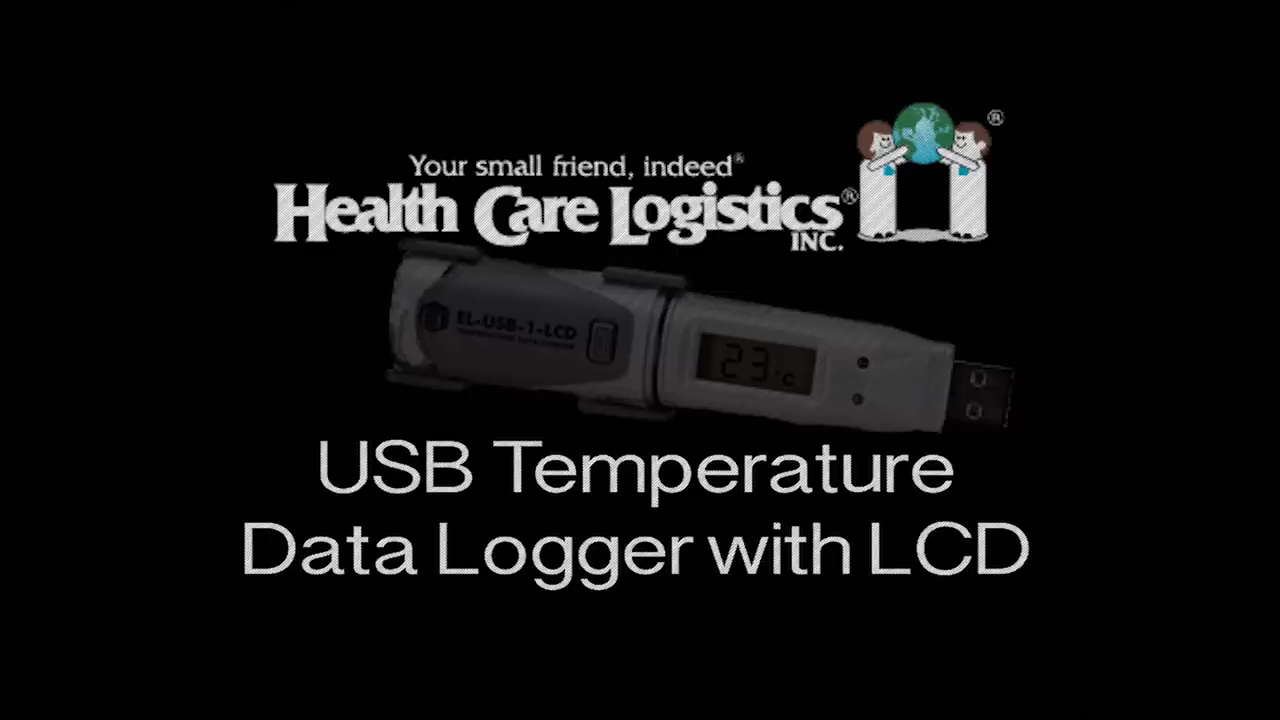 Your small friend, indeed®
Health Care Logistics®
INC.
®
EL-USB-1-LCD
23°C
USB Temperature
Data Logger with LCD